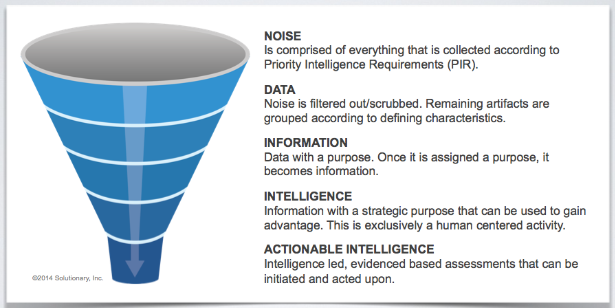 NOISE
Is comprised of everything that is collected according to
Priority Intelligence Requirements (PIR).
DATA
Noise is filtered out/scrubbed. Remaining artifacts are
grouped according to defining characteristics.
INFORMATION
Data with a purpose. Once it is assigned a purpose, it
becomes information.
INTELLIGENCE
Information with a strategic purpose that can be used to gain
advantage. This is exclusively a human centered activity.
ACTIONABLE INTELLIGENCE
Intelligence led, evidenced based assessments that can be
initiated and acted upon.
©2014 Solutionary, Inc.